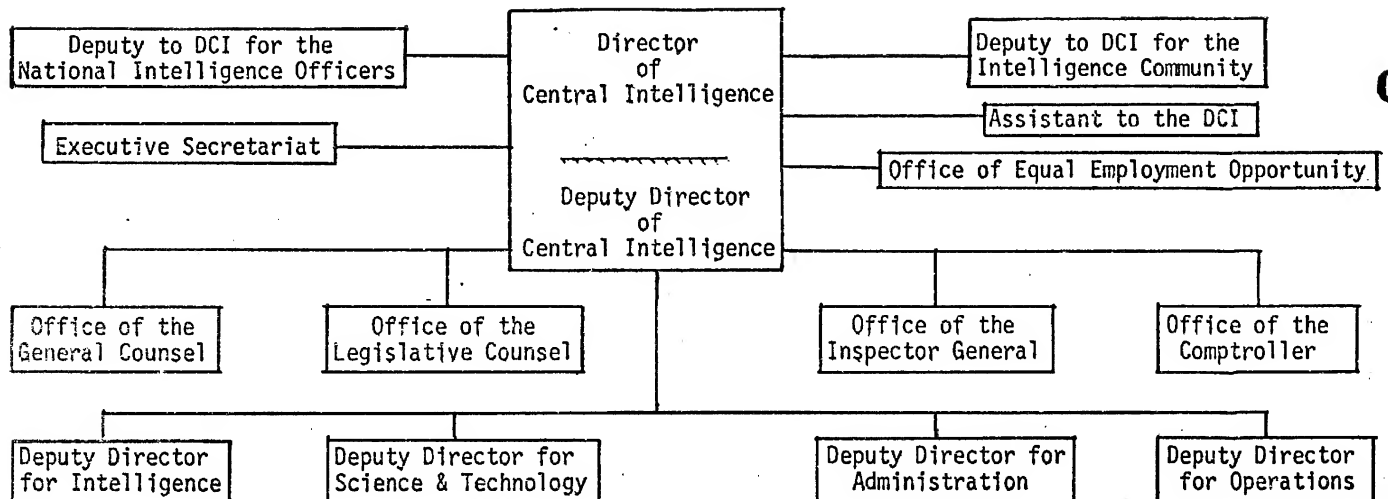 Deputy to DCI for the
National Intelligence Officers
Director
of
Central Intelligence
Deputy to DCI for the
Intelligence Community
Executive Secretariat
Assistant to the DCI
Office of Equal Employment Opportunity
Deputy Director
of
Central Intelligence
Office of the
General Counsel
Office of the
Legislative Counsel
Office of the
Inspector General
Office of the
Comptroller
Deputy Director
for Intelligence
Deputy Director for
Science & Technology
Deputy Director for
Administration
Deputy Director
for Operations